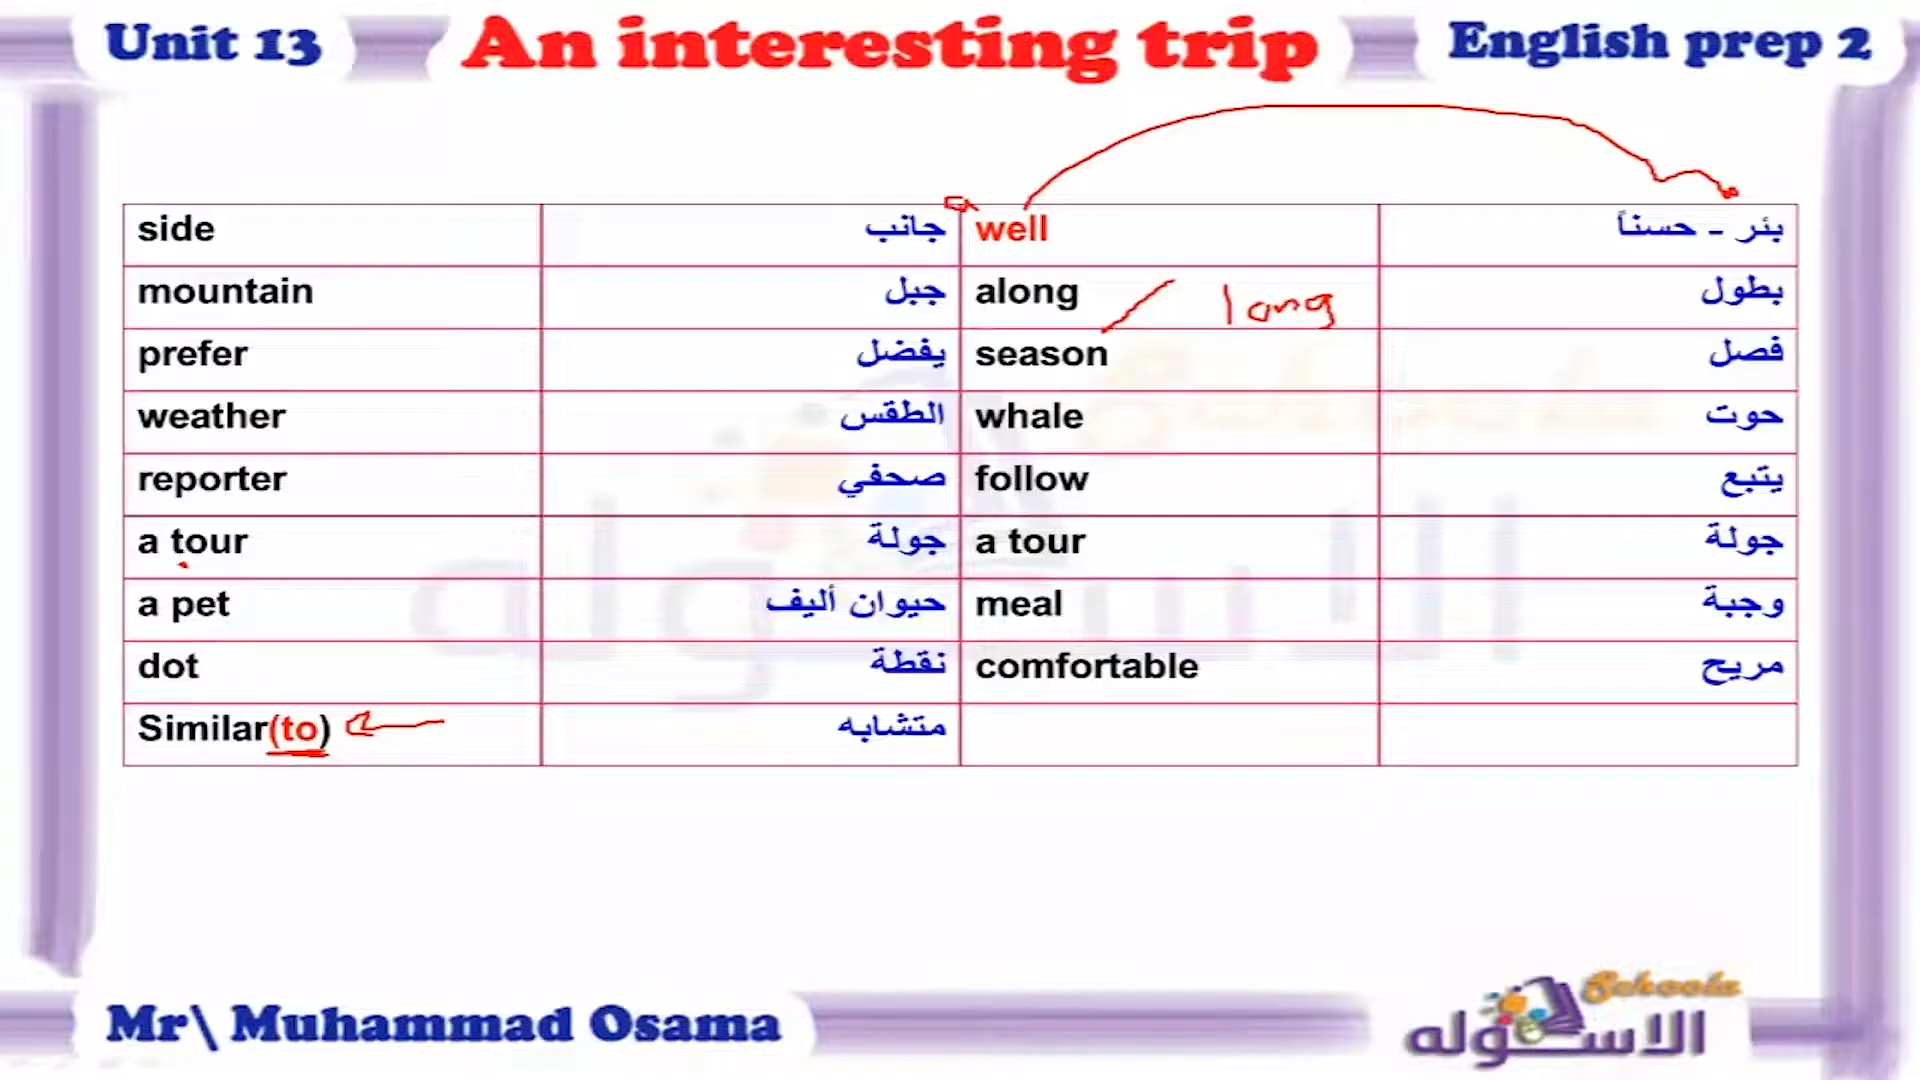 Unit 13
An interesting trip
English prep 2
side جانب well بئر - حسناً
mountain جبل along / long بطول
prefer يفضل season فصل
weather الطقس whale حوت
reporter صحفي follow يتبع
a tour جولة a tour جولة
a pet حيوان أليف meal وجبة
dot نقطة comfortable مريح
Similar(to) متشابه
Mr\ Muhammad Osama
Schools
الاسكوله